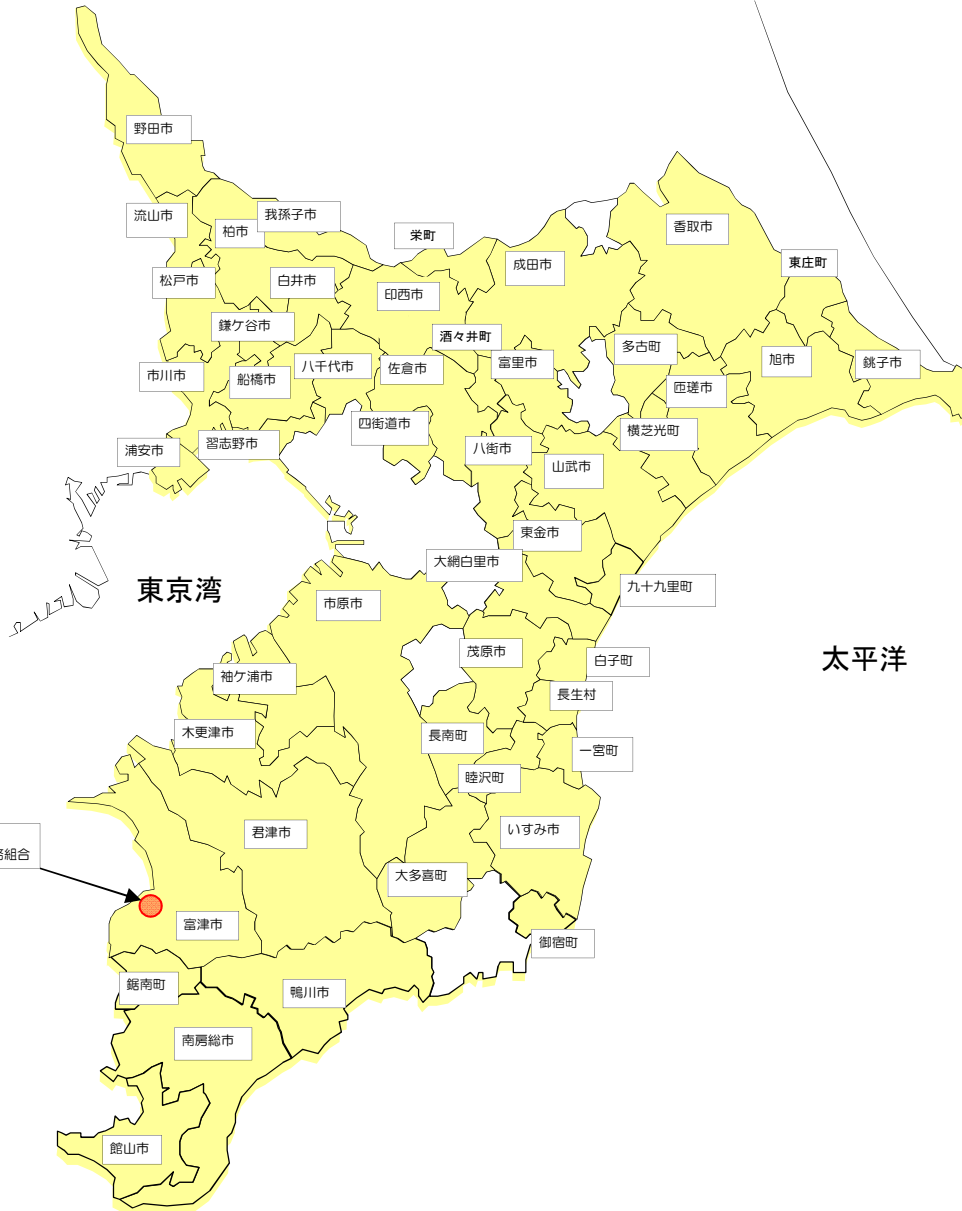 野田市
流山市
我孫子市
柏市
栄町
香取市
成田市
東庄町
松戸市
白井市
印西市
鎌ケ谷市
酒々井町
多古町
旭市
銚子市
市川市
船橋市
八千代市
佐倉市
富里市
匝瑳市
浦安市
習志野市
四街道市
八街市
横芝光町
山武市
東金市
大網白里市
九十九里町
東京湾
市原市
茂原市
白子町
太平洋
袖ケ浦市
長生村
木更津市
長南町
一宮町
睦沢町
君津市
いすみ市
務組合
大多喜町
富津市
御宿町
鋸南町
鴨川市
南房総市
館山市